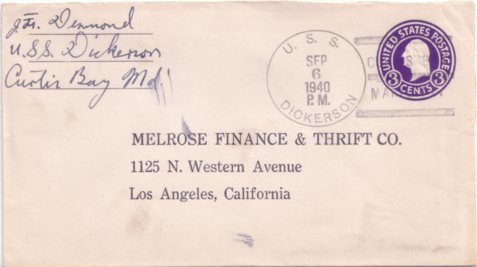 J. H. Desmond
U.S.S. Dickerson
Curtis Bay Md.
U. S. S.
SEP
6
1940
P.M.
DICKERSON
UNITED STATES POSTAGE
3 3
CENTS
MELROSE FINANCE & THRIFT CO.
1125 N. Western Avenue
Los Angeles, California